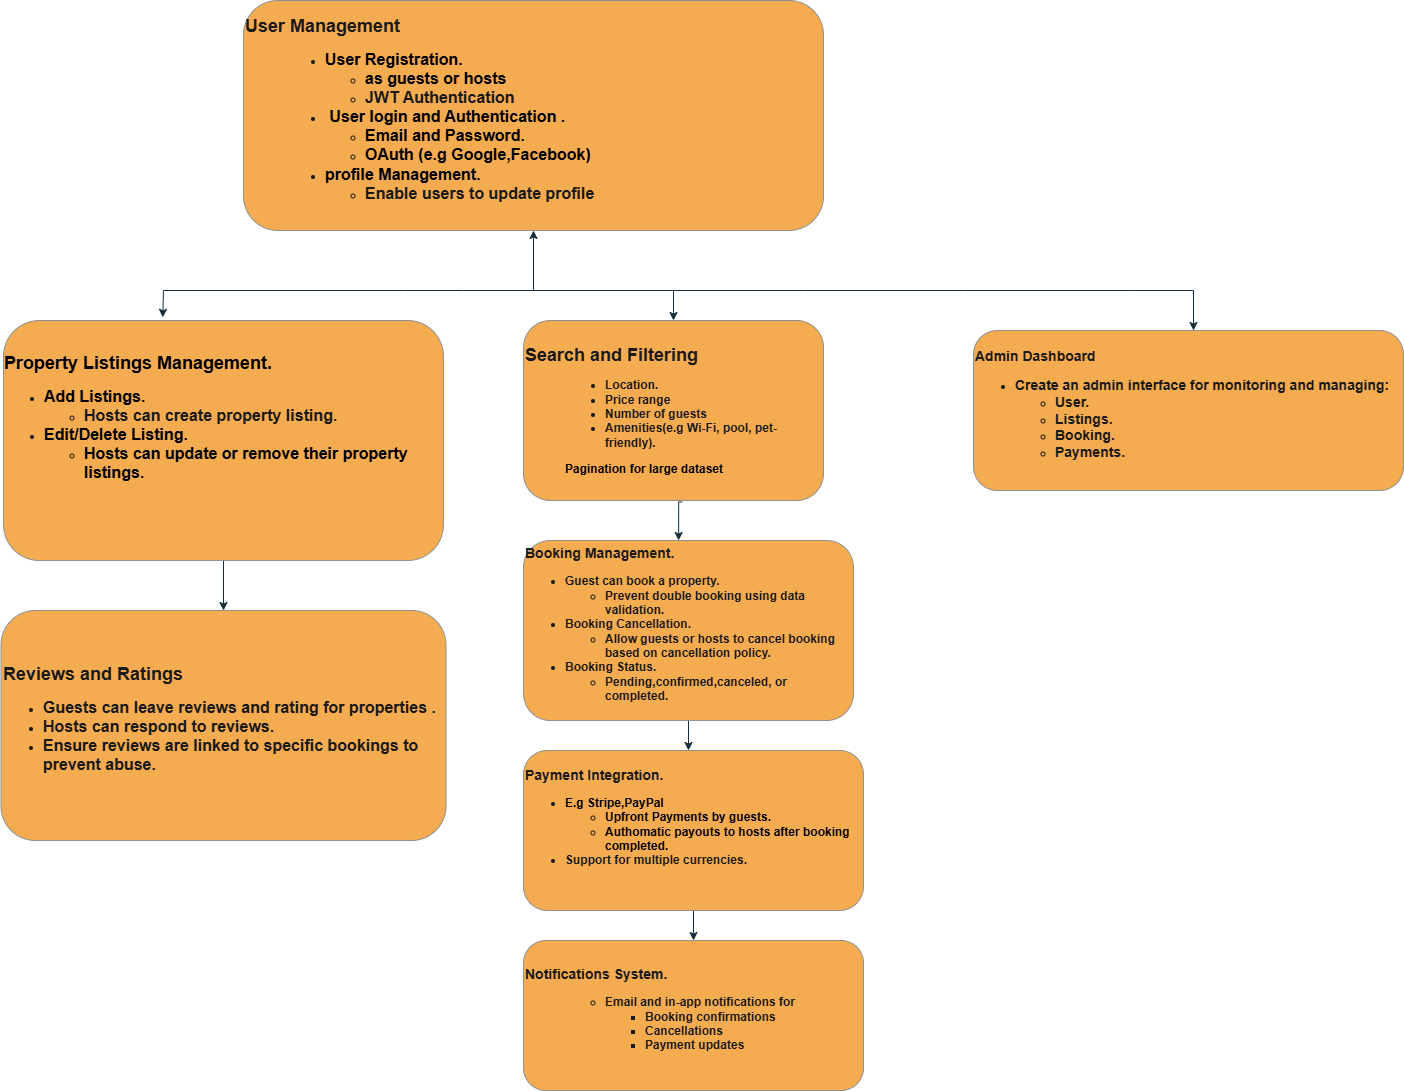 User Management
User Registration.
as guests or hosts
JWT Authentication
User login and Authentication .
Email and Password.
OAuth (e.g Google,Facebook)
profile Management.
Enable users to update profile
Property Listings Management.
Add Listings.
Hosts can create property listing.
Edit/Delete Listing.
Hosts can update or remove their property
listings.
Search and Filtering
Location.
Price range
Number of guests
Amenities(e.g Wi-Fi, pool, pet-
friendly).
Pagination for large dataset
Admin Dashboard
Create an admin interface for monitoring and managing:
User.
Listings.
Booking.
Payments.
Reviews and Ratings
Guests can leave reviews and rating for properties .
Hosts can respond to reviews.
Ensure reviews are linked to specific bookings to
prevent abuse.
Booking Management.
Guest can book a property.
Prevent double booking using data
validation.
Booking Cancellation.
Allow guests or hosts to cancel booking
based on cancellation policy.
Booking Status.
Pending,confirmed,canceled, or
completed.
Payment Integration.
E.g Stripe,PayPal
Upfront Payments by guests.
Authomatic payouts to hosts after booking
completed.
Support for multiple currencies.
Notifications System.
Email and in-app notifications for
Booking confirmations
Cancellations
Payment updates